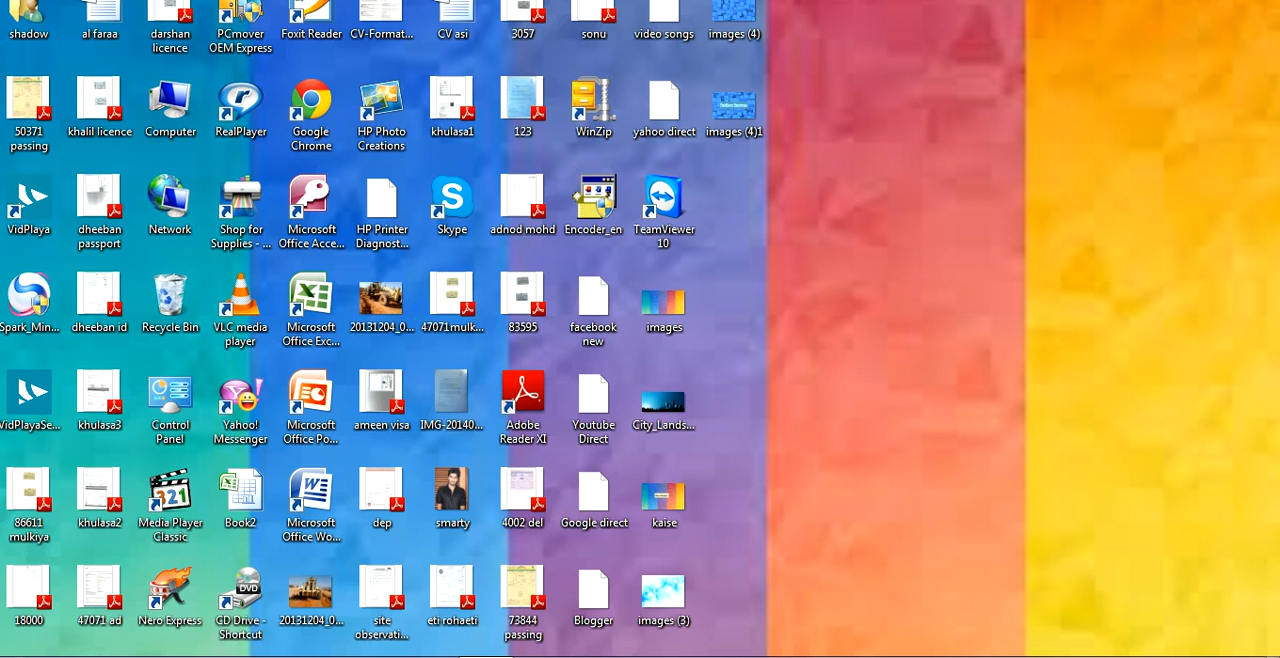 shadow
al faraa
darshan
licence
PCmover
OEM Express
Foxit Reader
CV-Format...
CV asi
3057
sonu
video songs
images (4)
50371
passing
khalil licence
Computer
RealPlayer
Google
Chrome
HP Photo
Creations
khulasa1
123
WinZip
yahoo direct
images (4)1
VidPlaya
dheeban
passport
Network
Shop for
Supplies - ...
Microsoft
Office Acce...
HP Printer
Diagnost...
Skype
adnod mohd
Encoder_en
TeamViewer
10
Spark_Min...
dheeban id
Recycle Bin
VLC media
player
Microsoft
Office Exc...
20131204_0...
47071mulk...
83595
facebook
new
images
VidPlayaSe...
khulasa3
Control
Panel
Yahoo!
Messenger
Microsoft
Office Po...
ameen visa
IMG-20140...
Adobe
Reader XI
Youtube
Direct
City_Lands...
86611
mulkiya
khulasa2
Media Player
Classic
Book2
Microsoft
Office Wo...
dep
smarty
4002 del
Google direct
kaise
18000
47071 ad
Nero Express
CD Drive -
Shortcut
20131204_0...
site
observati...
eti rohaeti
73844
passing
Blogger
images (3)